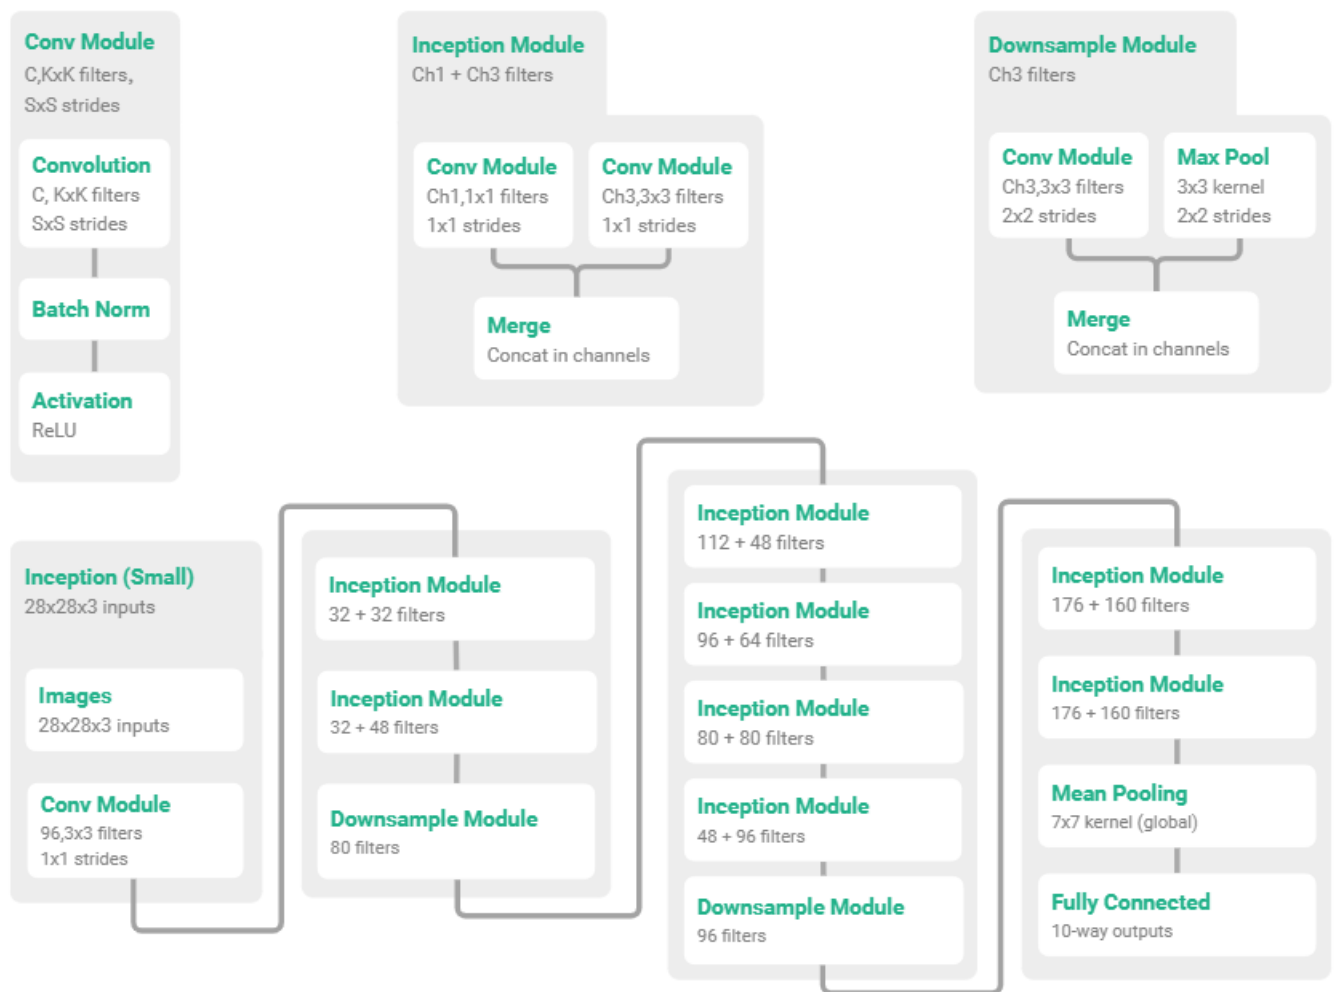 Conv Module
C,KxK filters,
SxS strides
Convolution
C, KxK filters
SxS strides
Batch Norm
Activation
ReLU
Inception Module
Ch1 + Ch3 filters
Conv Module
Ch1,1x1 filters
1x1 strides
Conv Module
Ch3,3x3 filters
1x1 strides
Merge
Concat in channels
Downsample Module
Ch3 filters
Conv Module
Ch3,3x3 filters
2x2 strides
Max Pool
3x3 kernel
2x2 strides
Merge
Concat in channels
Inception (Small)
28x28x3 inputs
Images
28x28x3 inputs
Conv Module
96,3x3 filters
1x1 strides
Inception Module
32 + 32 filters
Inception Module
32 + 48 filters
Downsample Module
80 filters
Inception Module
112 + 48 filters
Inception Module
96 + 64 filters
Inception Module
80 + 80 filters
Inception Module
48 + 96 filters
Downsample Module
96 filters
Inception Module
176 + 160 filters
Inception Module
176 + 160 filters
Mean Pooling
7x7 kernel (global)
Fully Connected
10-way outputs